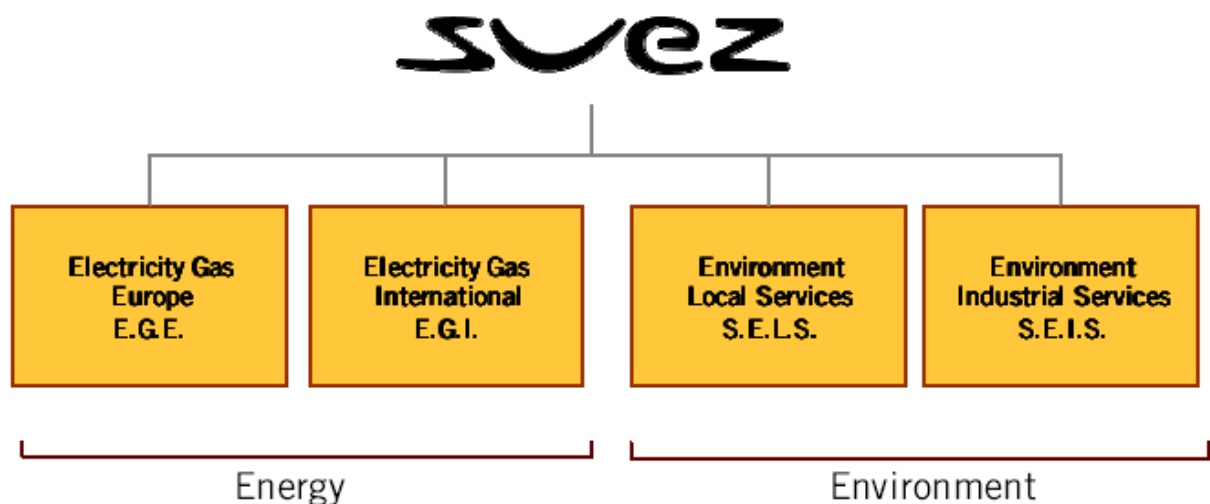 suez
Electricity Gas
Europe
E.G.E.
Electricity Gas
International
E.G.I.
Environment
Local Services
S.E.L.S.
Environment
Industrial Services
S.E.I.S.
Energy
Environment